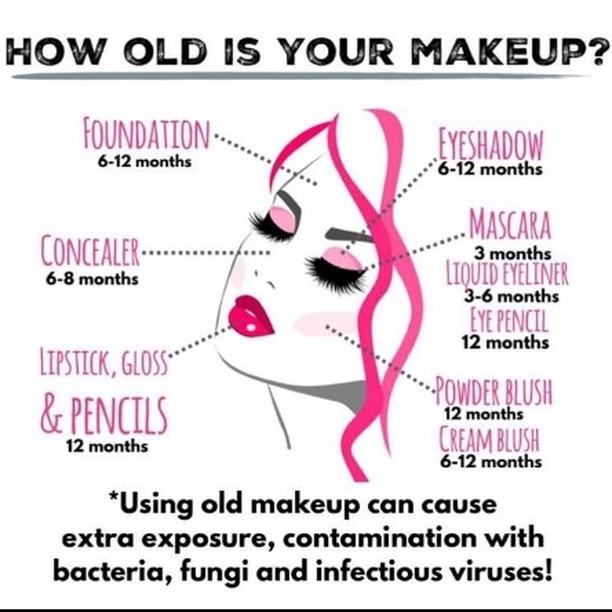 HOW OLD IS YOUR MAKEUP?
FOUNDATION
6-12 months
CONCEALER
6-8 months
LIPSTICK, GLOSS
& PENCILS
12 months
EYESHADOW
6-12 months
MASCARA
3 months
LIQUID EYELINER
3-6 months
EYE PENCIL
12 months
POWDER BLUSH
12 months
CREAM BLUSH
6-12 months
*Using old makeup can cause
extra exposure, contamination with
bacteria, fungi and infectious viruses!